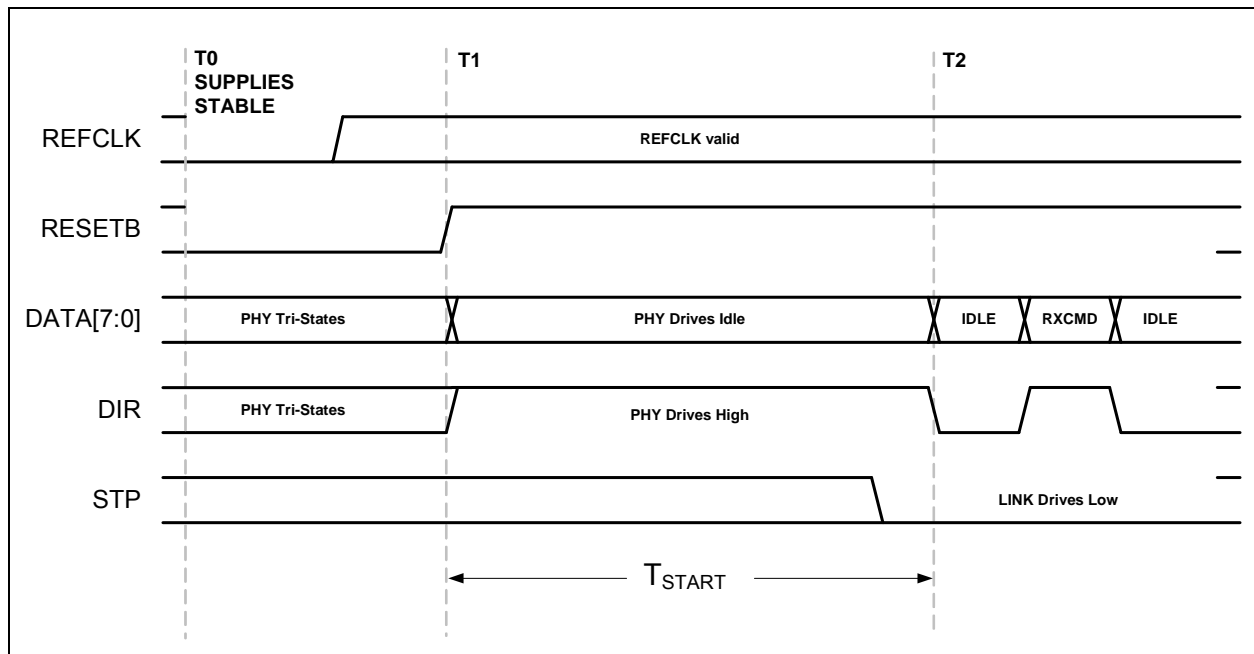 T0
SUPPLIES
STABLE
T1
T2
REFCLK
REFCLK valid
RESETB
DATA[7:0]
PHY Tri-States
PHY Drives Idle
IDLE
RXCMD
IDLE
DIR
PHY Tri-States
PHY Drives High
STP
LINK Drives Low
TSTART